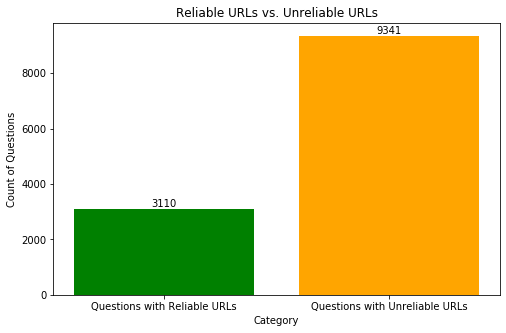 Reliable URLs vs. Unreliable URLs
9341
8000
6000
Count of Questions
4000
3110
2000
0
Questions with Reliable URLs
Questions with Unreliable URLs
Category